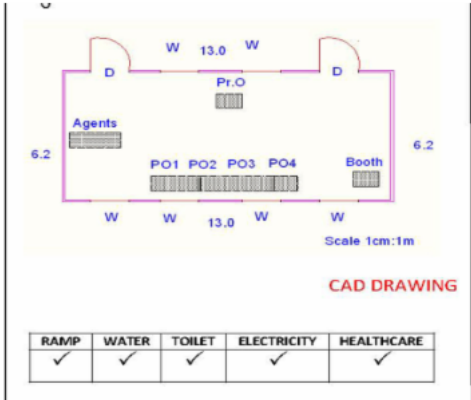 W 13.0 W
D D
Pr.O
Agents
6.2 6.2
PO1 PO2 PO3 PO4 Booth
W W 13.0 W W
Scale 1cm:1m
CAD DRAWING
RAMP WATER TOILET ELECTRICITY HEALTHCARE
✓ ✓ ✓ ✓ ✓